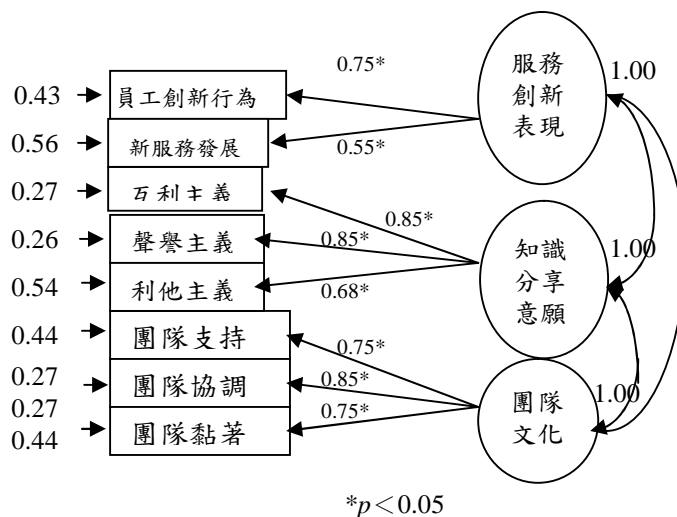 服務
創新
表現
1.00
0.75*
0.43 員工創新行為
0.56 新服務發展
0.55*
0.27 互利主義
0.85*
0.26 聲譽主義
0.85*
知識
分享
意願
1.00
0.54 利他主義
0.68*
0.44 團隊支持
0.75*
0.27
0.27
團隊協調
0.85*
團隊
文化
1.00
0.44 團隊黏著
0.75*
*p<0.05